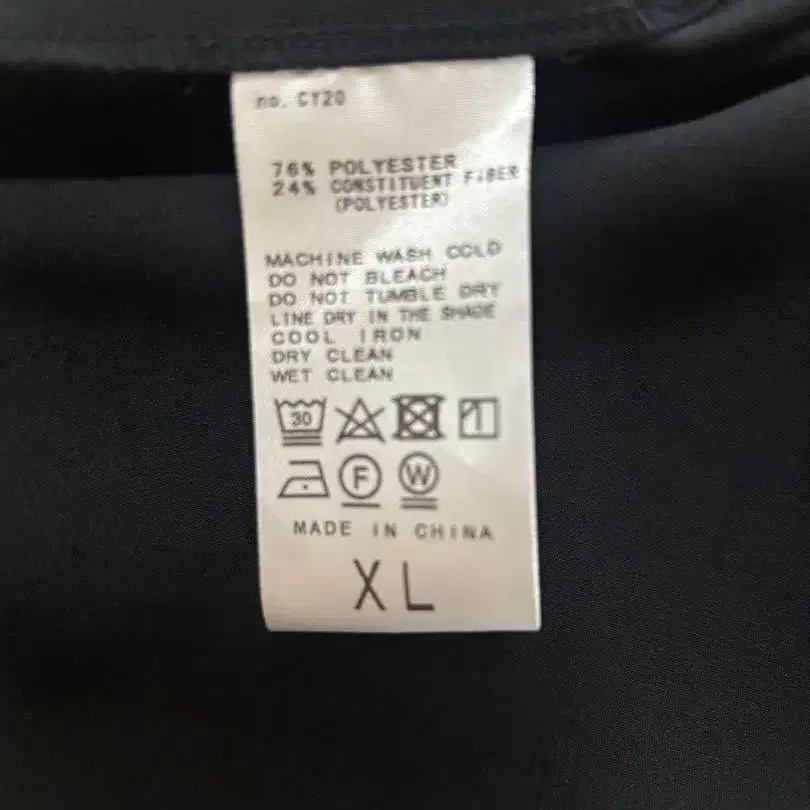 no. CY20
76% POLYESTER
24% CONSTITUENT FIBER
(POLYESTER)
MACHINE WASH COLD
DO NOT BLEACH
DO NOT TUMBLE DRY
LINE DRY IN THE SHADE
COOL IRON
DRY CLEAN
WET CLEAN
30
F W
MADE IN CHINA
XL